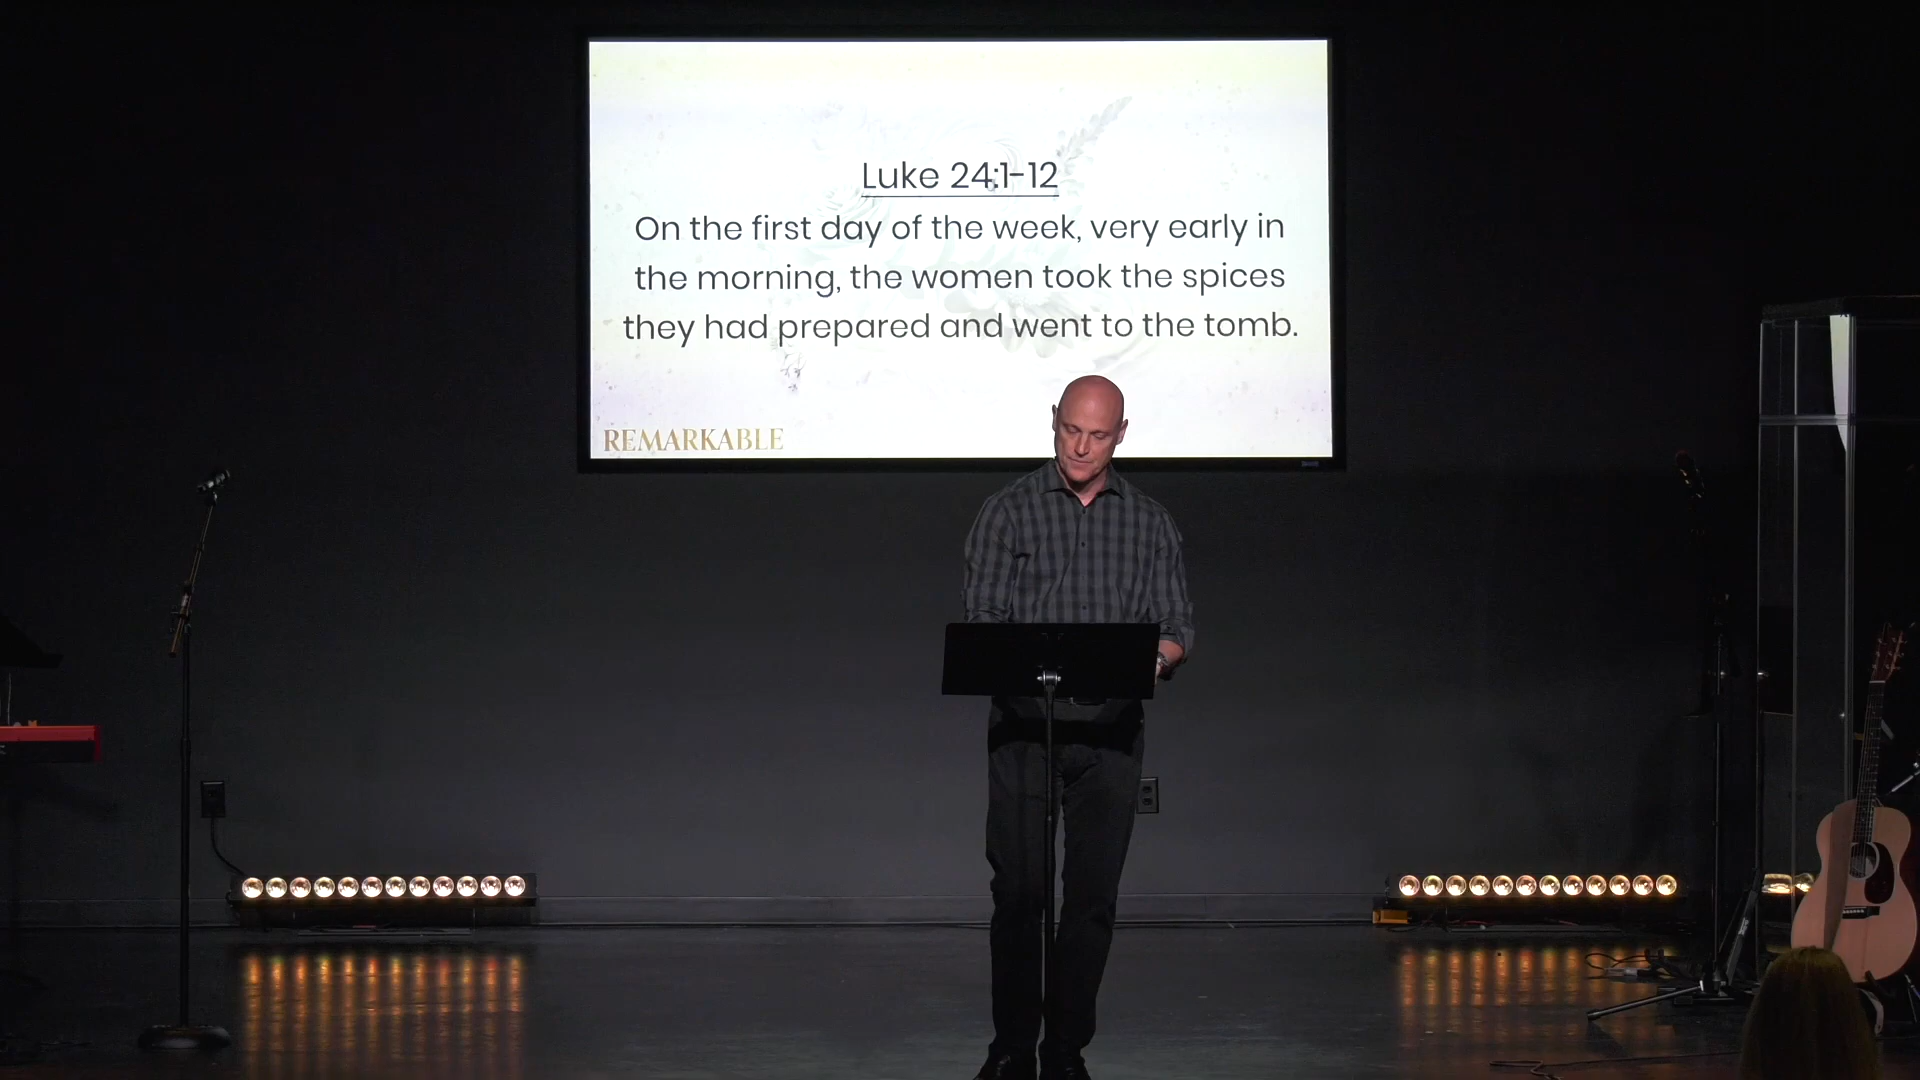 Luke 24:1-12
On the first day of the week, very early in
the morning, the women took the spices
they had prepared and went to the tomb.
REMARKABLE